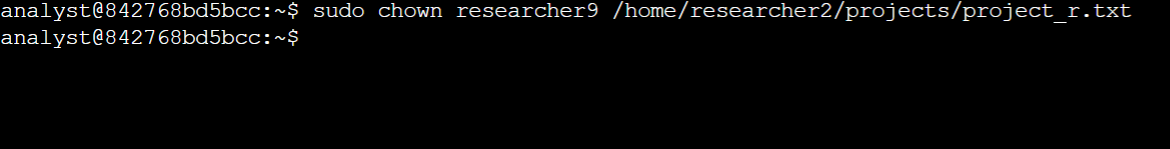 analyst@842768bd5bcc:~$ sudo chown researcher9 /home/researcher2/projects/project_r.txt
analyst@842768bd5bcc:~$